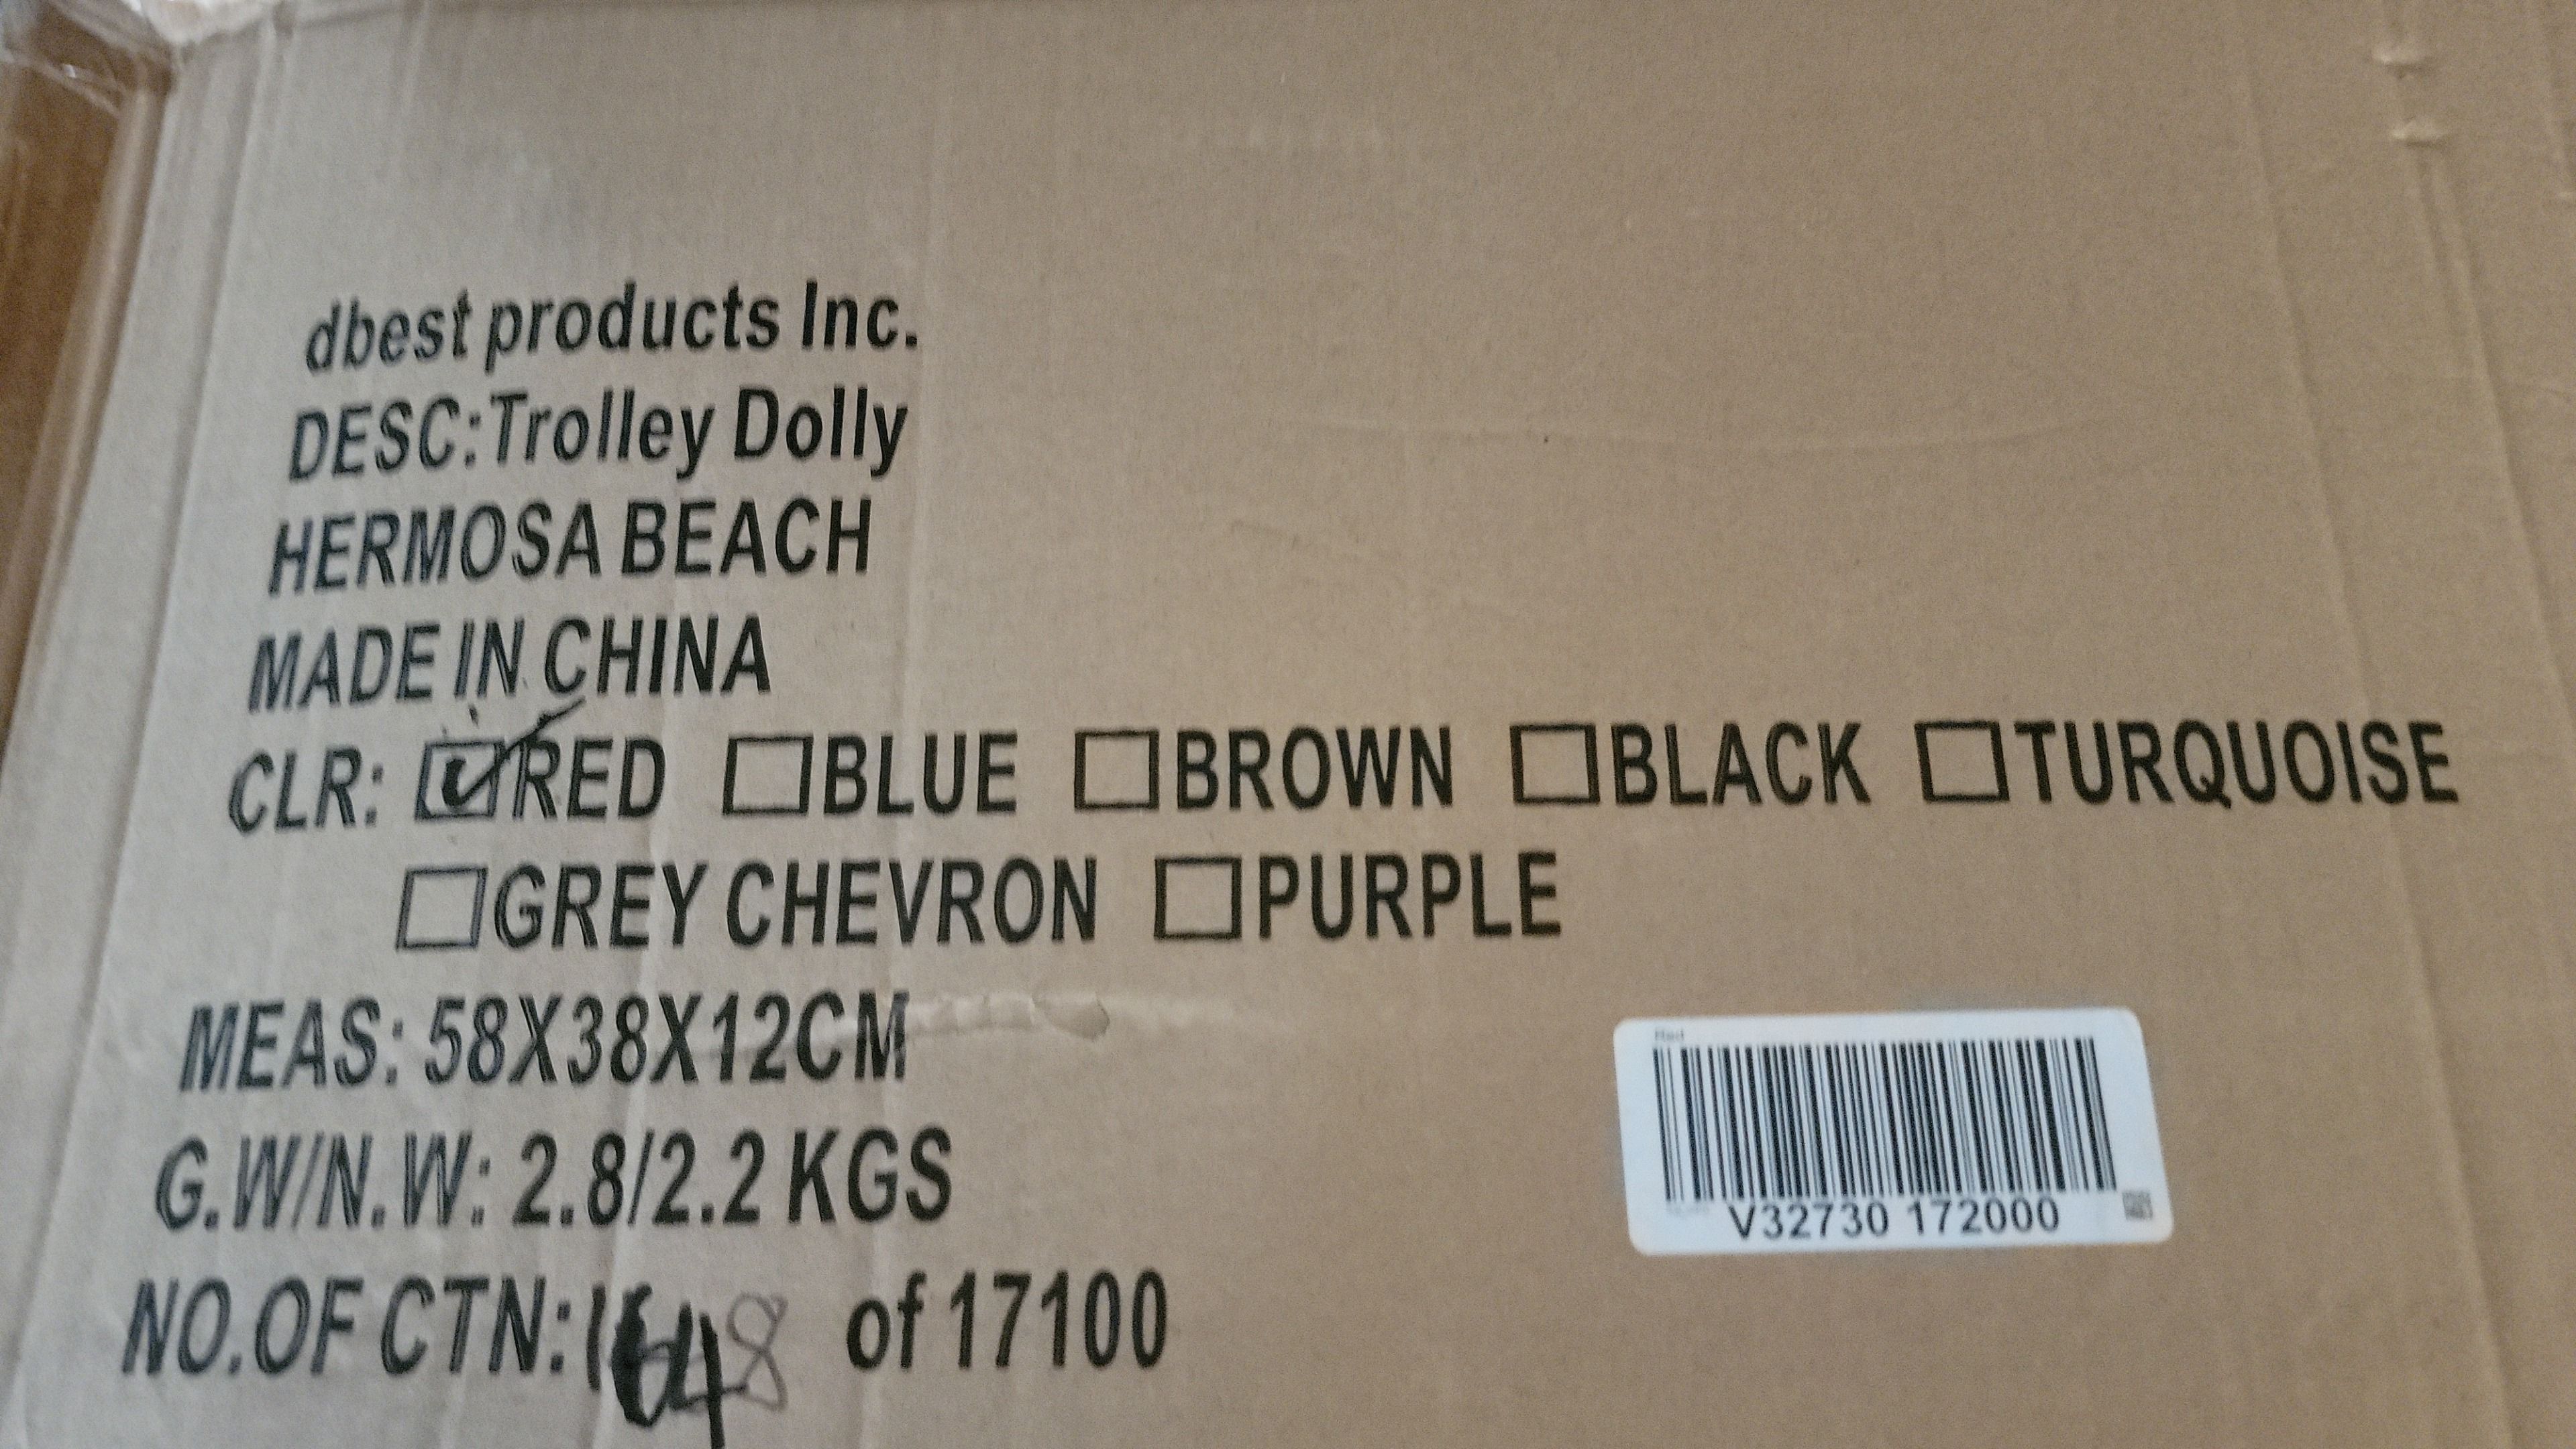 dbest products Inc.
DESC:Trolley Dolly
HERMOSA BEACH
MADE IN CHINA
CLR: ☑RED ☐BLUE ☐BROWN ☐BLACK ☐TURQUOISE
☐GREY CHEVRON ☐PURPLE
MEAS: 58X38X12CM
Red
V32730 172000
G.W/N.W: 2.8/2.2 KGS
NO.OF CTN: of 17100